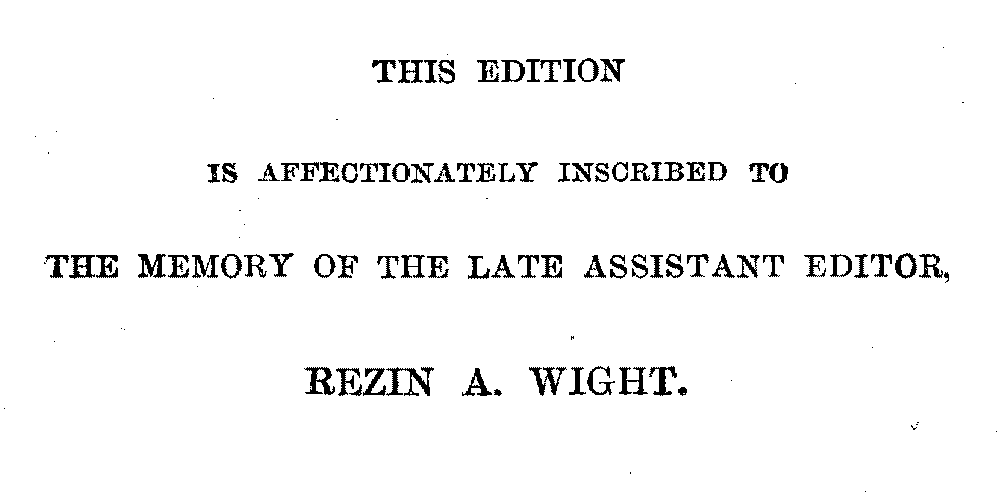 THIS EDITION
IS AFFECTIONATELY INSCRIBED TO
THE MEMORY OF THE LATE ASSISTANT EDITOR,
REZIN A. WIGHT.